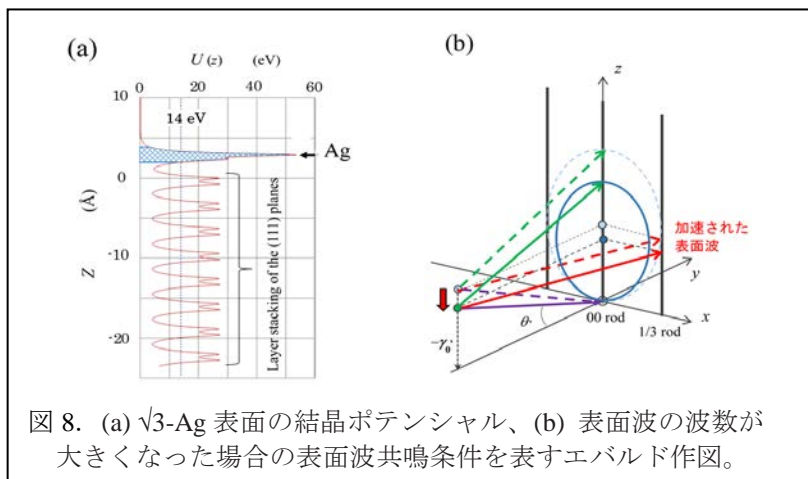 (a)
U (z) (eV)
0 20 40 60
10
14 eV
Ag
0
(Å)
-10
Z
-20
Layer stacking of the (111) planes
(b)
z
加速された
表面波
y
θ
00 rod
x
1/3 rod
図 8. (a) √3-Ag 表面の結晶ポテンシャル、(b) 表面波の波数が
大きくなった場合の表面波共鳴条件を表すエバルド作図。